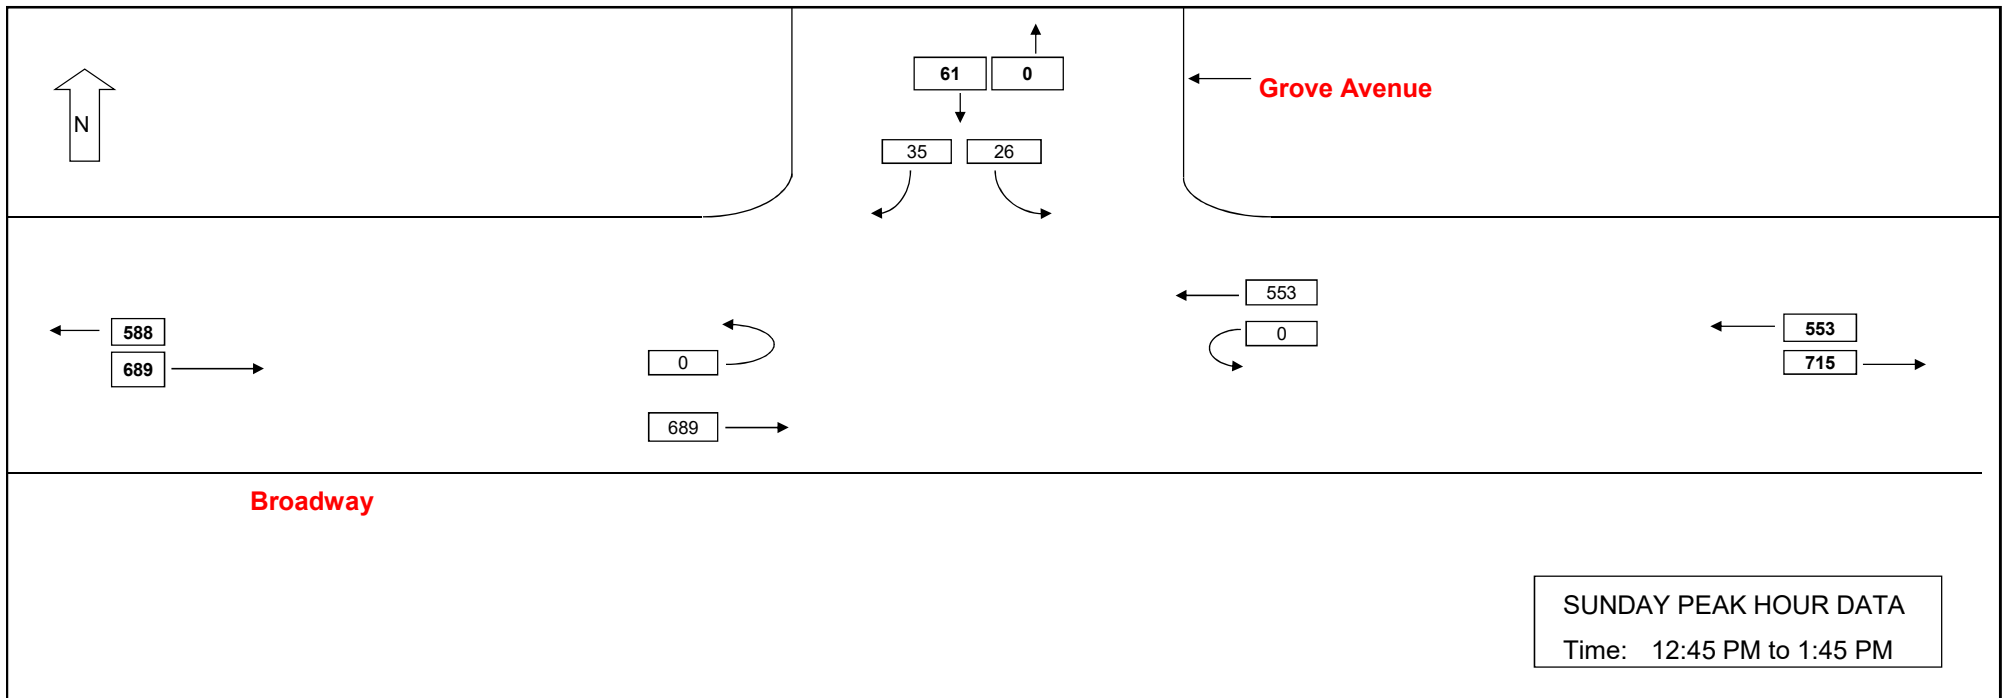 61 0
Grove Avenue
N
35 26
553
588
553
0
0
689
715
689
Broadway
SUNDAY PEAK HOUR DATA
Time: 12:45 PM to 1:45 PM